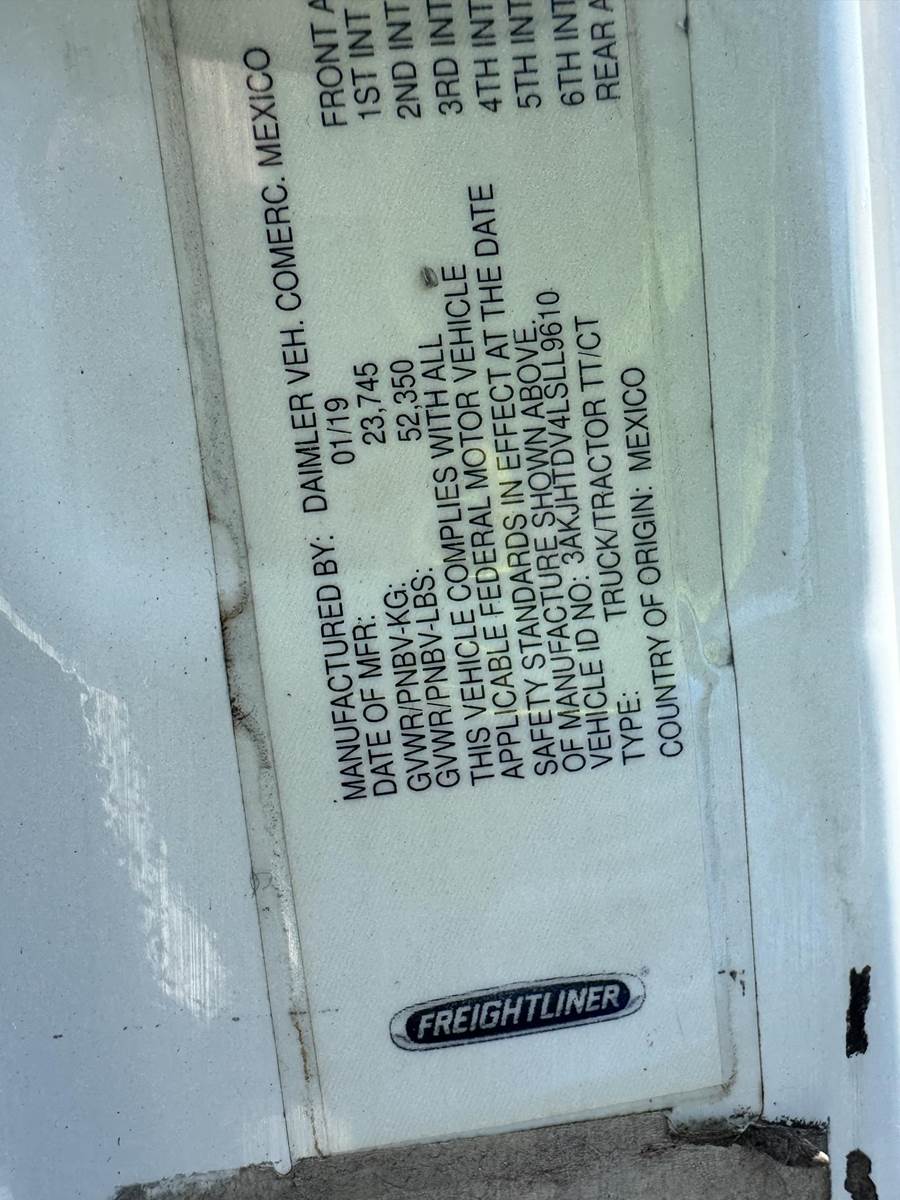 FREIGHTLINER
MANUFACTURED BY: DAIMLER VEH. COMERC. MEXICO
DATE OF MFR: 01/19
GVWR/PNBV-KG: 23,745
GVWR/PNBV-LBS: 52,350
THIS VEHICLE COMPLIES WITH ALL
APPLICABLE FEDERAL MOTOR VEHICLE
SAFETY STANDARDS IN EFFECT AT THE DATE
OF MANUFACTURE SHOWN ABOVE.
VEHICLE ID NO: 3AKJHTDV4LSLL9610
TYPE: TRUCK/TRACTOR TT/CT
COUNTRY OF ORIGIN: MEXICO
FRONT A
1ST INT
2ND INT
3RD INT
4TH INT
5TH INT
6TH INT
REAR A